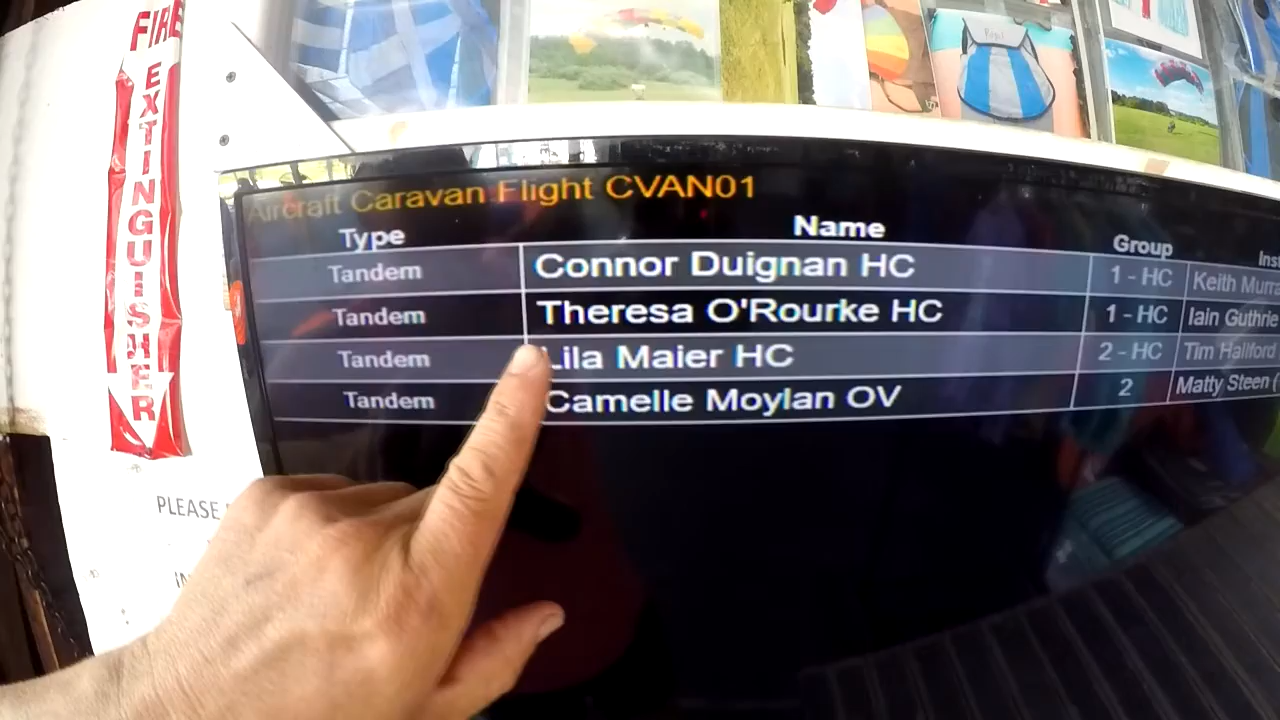 FIRE
EXTINGUISHER
PLEASE
Aircraft Caravan Flight CVAN01
Type Name Group
Tandem Connor Duignan HC 1 - HC Keith
Tandem Theresa O'Rourke HC 1 - HC Iain Guthrie
Tandem Lila Maier HC 2 - HC Tim Hallford
Tandem Camelle Moylan OV 2 Matty Steen (